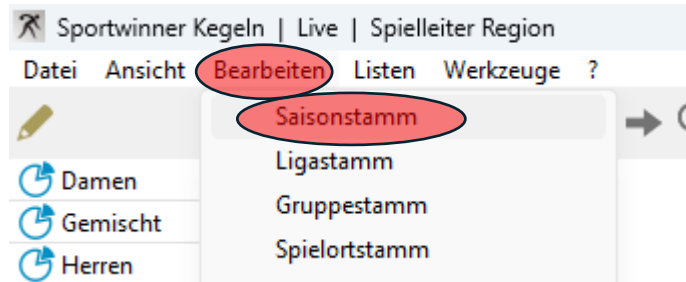 Sportwinner Kegeln | Live | Spielleiter Region
Datei Ansicht Bearbeiten Listen Werkzeuge ?
Saisonstamm
Ligastamm
Gruppestamm
Spielortstamm
Damen
Gemischt
Herren